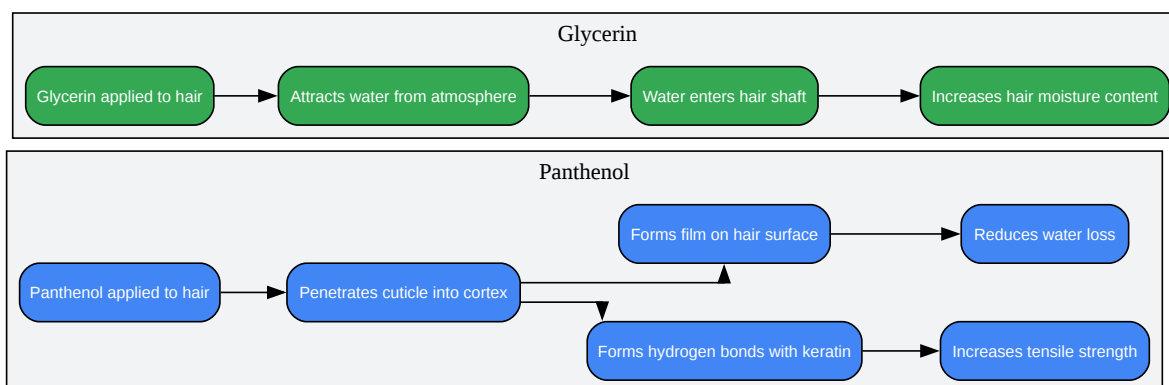 Glycerin
Glycerin applied to hair
Attracts water from atmosphere
Water enters hair shaft
Increases hair moisture content
Panthenol
Panthenol applied to hair
Penetrates cuticle into cortex
Forms film on hair surface
Reduces water loss
Forms hydrogen bonds with keratin
Increases tensile strength